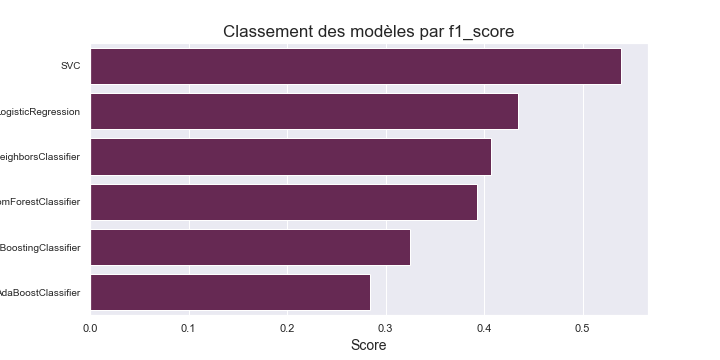 Classement des modèles par f1_score
SVC
LogisticRegression
eighborsClassifier
omForestClassifier
BoostingClassifier
AdaBoostClassifier
0.0 0.1 0.2 0.3 0.4 0.5
Score